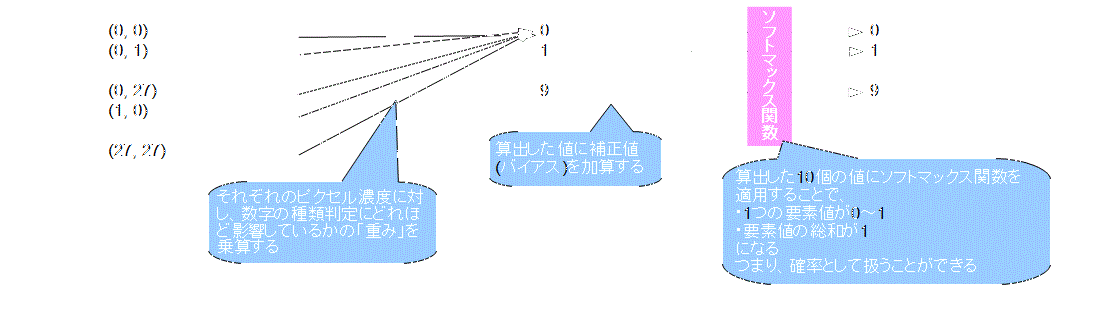 (0, 0)
(0, 1)
(0, 27)
(1, 0)
(27, 27)
0
1
9
ソフトマックス関数
0
1
9
それぞれのピクセル濃度に対
し、数字の種類判定にどれほ
ど影響しているかの「重み」を
乗算する
算出した値に補正値
(バイアス)を加算する
算出した10個の値にソフトマックス関数を
適用することで、
・1つの要素値が0～1
・要素値の総和が1
になる
つまり、確率として扱うことができる